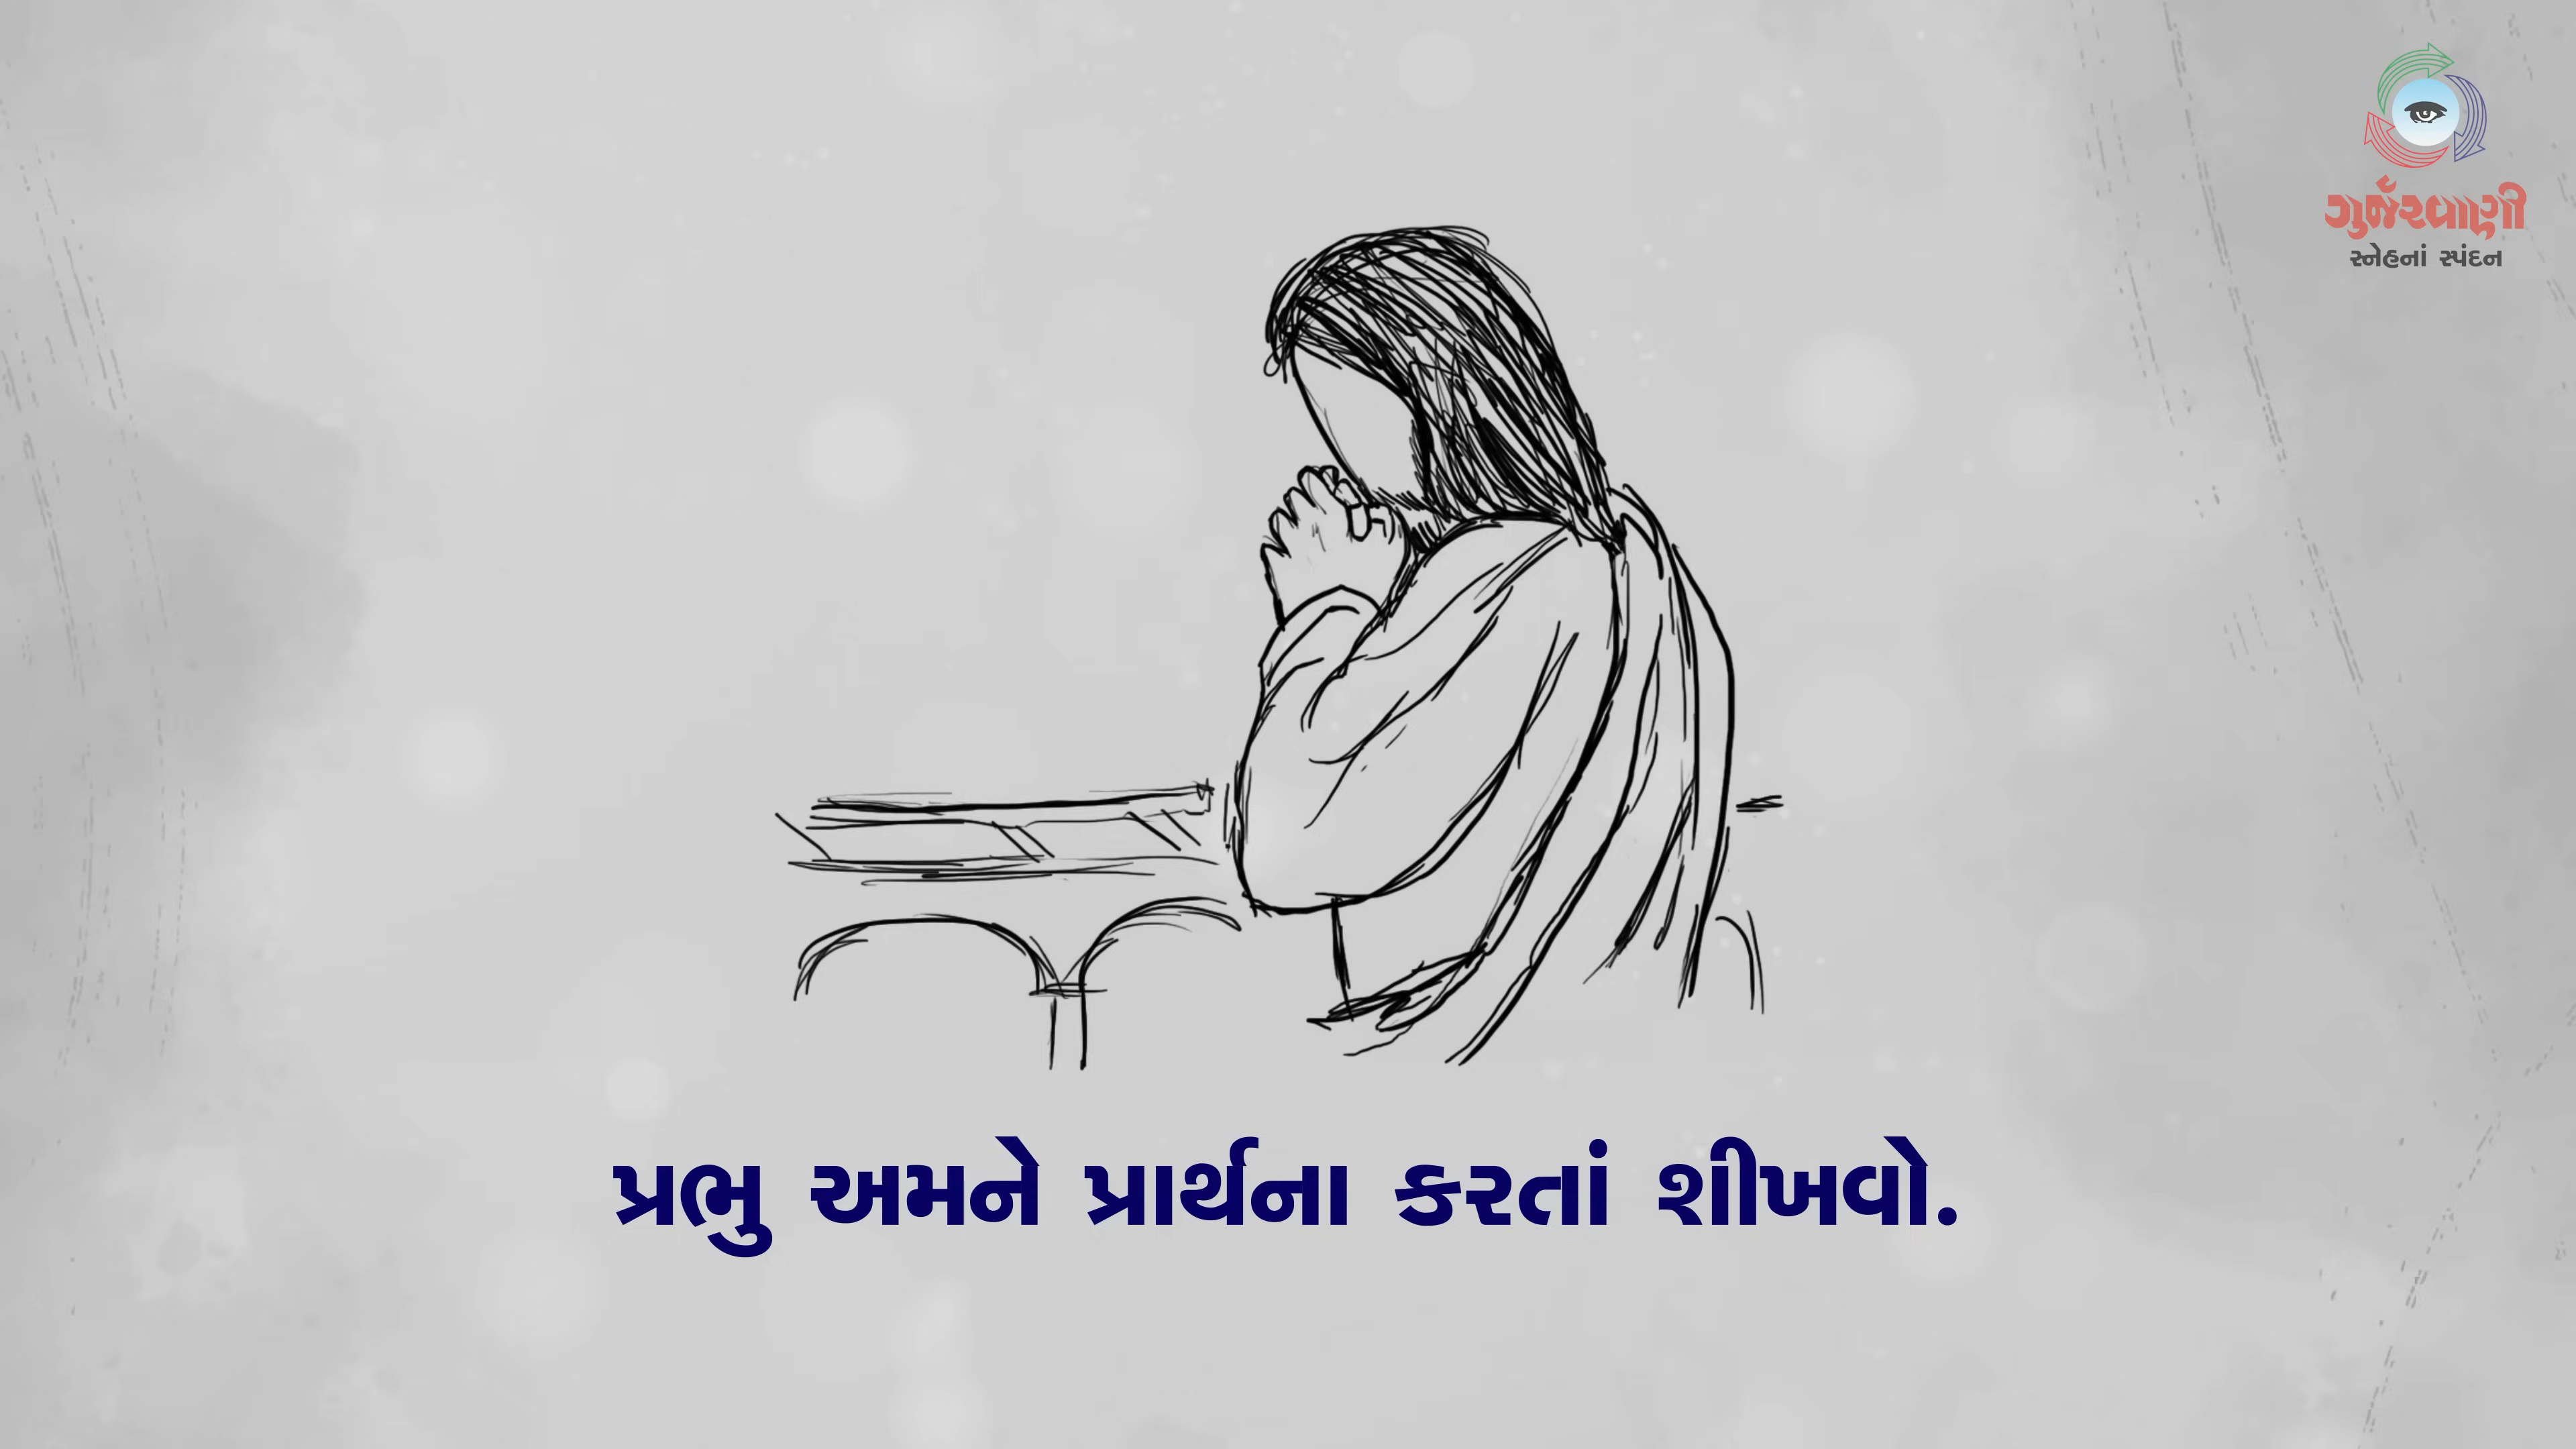 ગુર્જરવાણી
સ્નેહનાં સ્પંદન
પ્રભુ અમને પ્રાર્થના કરતાં શીખવો.